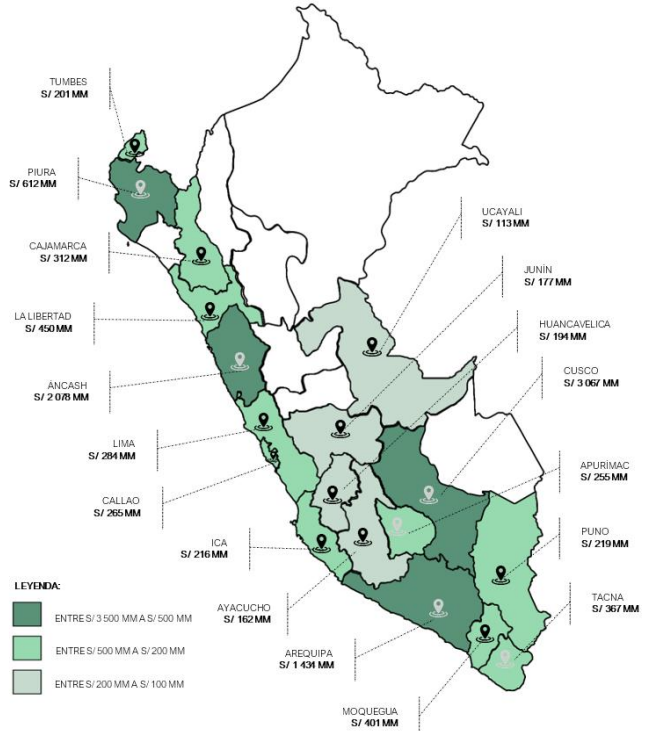 TUMBES
S/ 201 MM
PIURA
S/ 612 MM
CAJAMARCA
S/ 312 MM
LA LIBERTAD
S/ 450 MM
ÁNCASH
S/ 2 078 MM
LIMA
S/ 284 MM
CALLAO
S/ 265 MM
ICA
S/ 216 MM
AYACUCHO
S/ 162 MM
AREQUIPA
S/ 1 434 MM
MOQUEGUA
S/ 401 MM
UCAYALI
S/ 113 MM
JUNÍN
S/ 177 MM
HUANCAVELICA
S/ 194 MM
CUSCO
S/ 3 067 MM
APURÍMAC
S/ 255 MM
PUNO
S/ 219 MM
TACNA
S/ 367 MM
LEYENDA:
ENTRE S/ 3 500 MM A S/ 500 MM
ENTRE S/ 500 MM A S/ 200 MM
ENTRE S/ 200 MM A S/ 100 MM